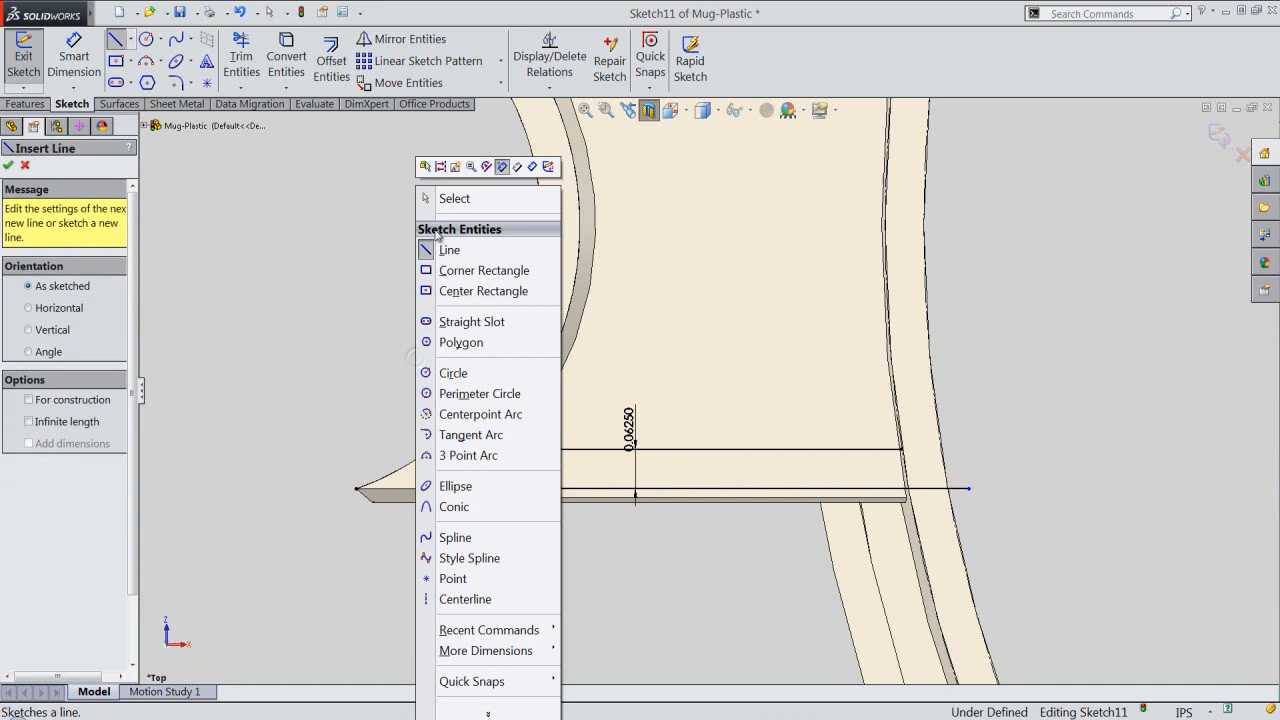 SOLIDWORKS
Sketch11 of Mug-Plastic *
Search Commands
Exit Sketch
Smart Dimension
Trim Entities
Convert Entities
Offset Entities
Mirror Entities
Linear Sketch Pattern
Move Entities
Display/Delete Relations
Repair Sketch
Quick Snaps
Rapid Sketch
Features
Sketch
Surfaces
Sheet Metal
Data Migration
Evaluate
DimXpert
Office Products
Mug-Plastic (Default<<De...
Insert Line
?
Message
Edit the settings of the nex
new line or sketch a new
line.
Orientation
As sketched
Horizontal
Vertical
Angle
Options
For construction
Infinite length
Add dimensions
Select
Sketch Entities
Line
Corner Rectangle
Center Rectangle
Straight Slot
Polygon
Circle
Perimeter Circle
Centerpoint Arc
Tangent Arc
3 Point Arc
Ellipse
Conic
Spline
Style Spline
Point
Centerline
Recent Commands
More Dimensions
Quick Snaps
0.06250
Z
X
*Top
Model
Motion Study 1
Sketches a line.
Under Defined
Editing Sketch11
IPS